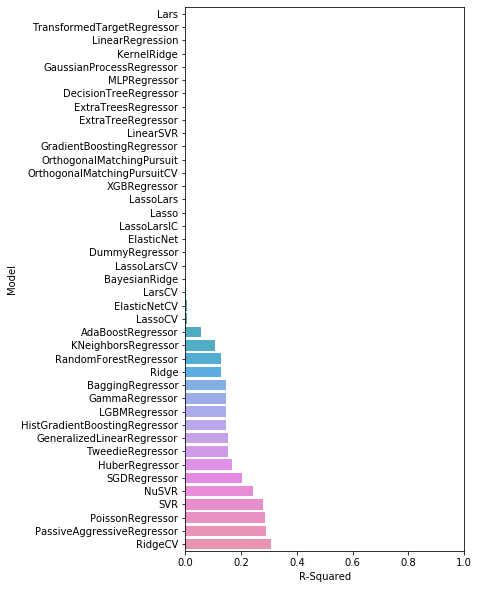 Lars
TransformedTargetRegressor
LinearRegression
KernelRidge
GaussianProcessRegressor
MLPRegressor
DecisionTreeRegressor
ExtraTreesRegressor
ExtraTreeRegressor
LinearSVR
GradientBoostingRegressor
OrthogonalMatchingPursuit
OrthogonalMatchingPursuitCV
XGBRegressor
LassoLars
Lasso
LassoLarsIC
ElasticNet
DummyRegressor
LassoLarsCV
BayesianRidge
LarsCV
ElasticNetCV
LassoCV
AdaBoostRegressor
KNeighborsRegressor
RandomForestRegressor
Ridge
BaggingRegressor
GammaRegressor
LGBMRegressor
HistGradientBoostingRegressor
GeneralizedLinearRegressor
TweedieRegressor
HuberRegressor
SGDRegressor
NuSVR
SVR
PoissonRegressor
PassiveAggressiveRegressor
RidgeCV
Model
0.0 0.2 0.4 0.6 0.8 1.0
R-Squared